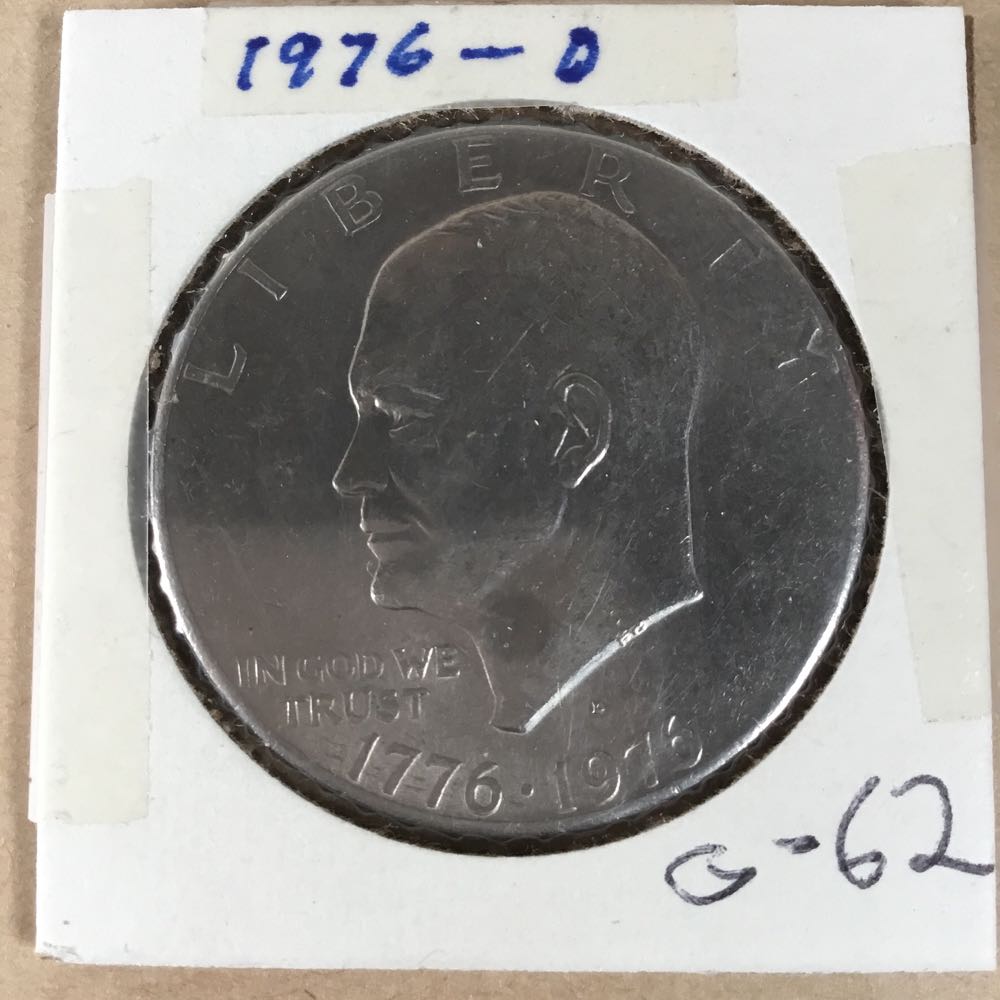 1976-D
LIBERTY
IN GOD WE
TRUST
1776·1976
G-62